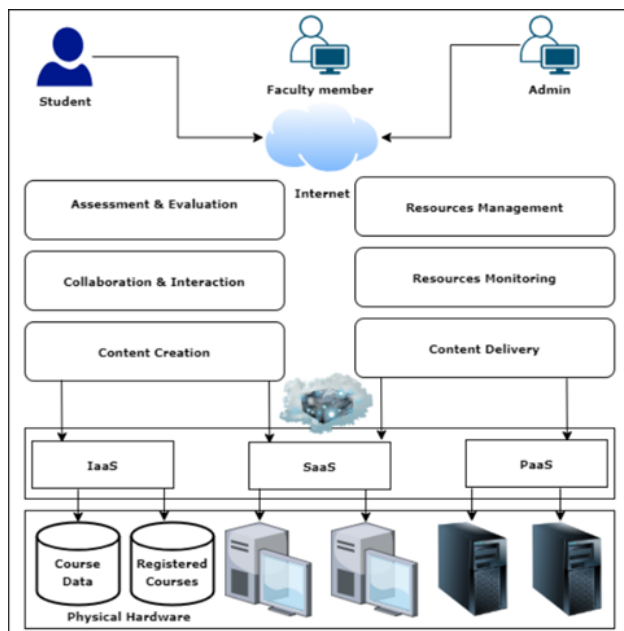 Student
Faculty member
Admin
Internet
Assessment & Evaluation
Resources Management
Collaboration & Interaction
Resources Monitoring
Content Creation
Content Delivery
IaaS
SaaS
PaaS
Course
Data
Registered
Courses
Physical Hardware